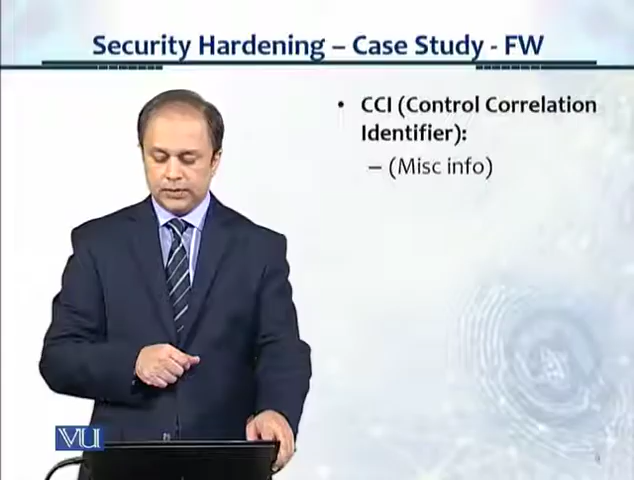 Security Hardening – Case Study - FW
• CCI (Control Correlation
Identifier):
– (Misc info)
VU